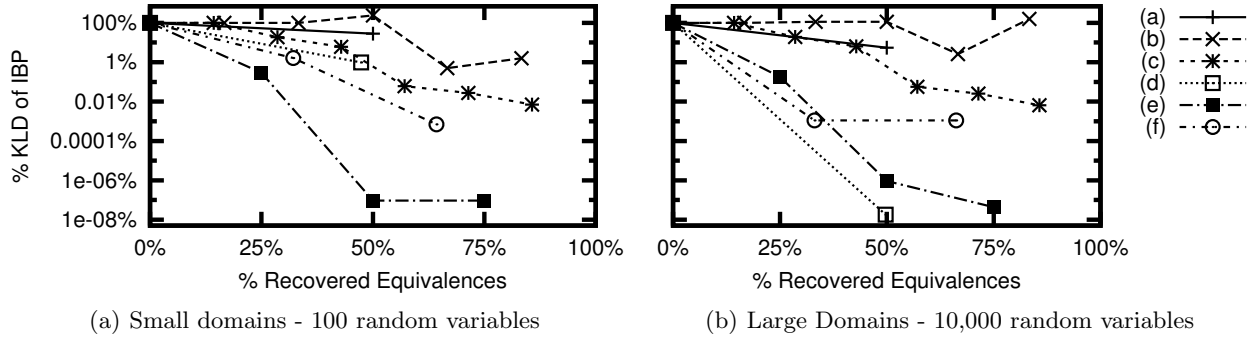 100%
1%
0.01%
0.0001%
1e-06%
1e-08%
% KLD of IBP
0% 25% 50% 75% 100%
% Recovered Equivalences
(a) Small domains - 100 random variables
0% 25% 50% 75% 100%
% Recovered Equivalences
(b) Large Domains - 10,000 random variables
(a)
(b)
(c)
(d)
(e)
(f)